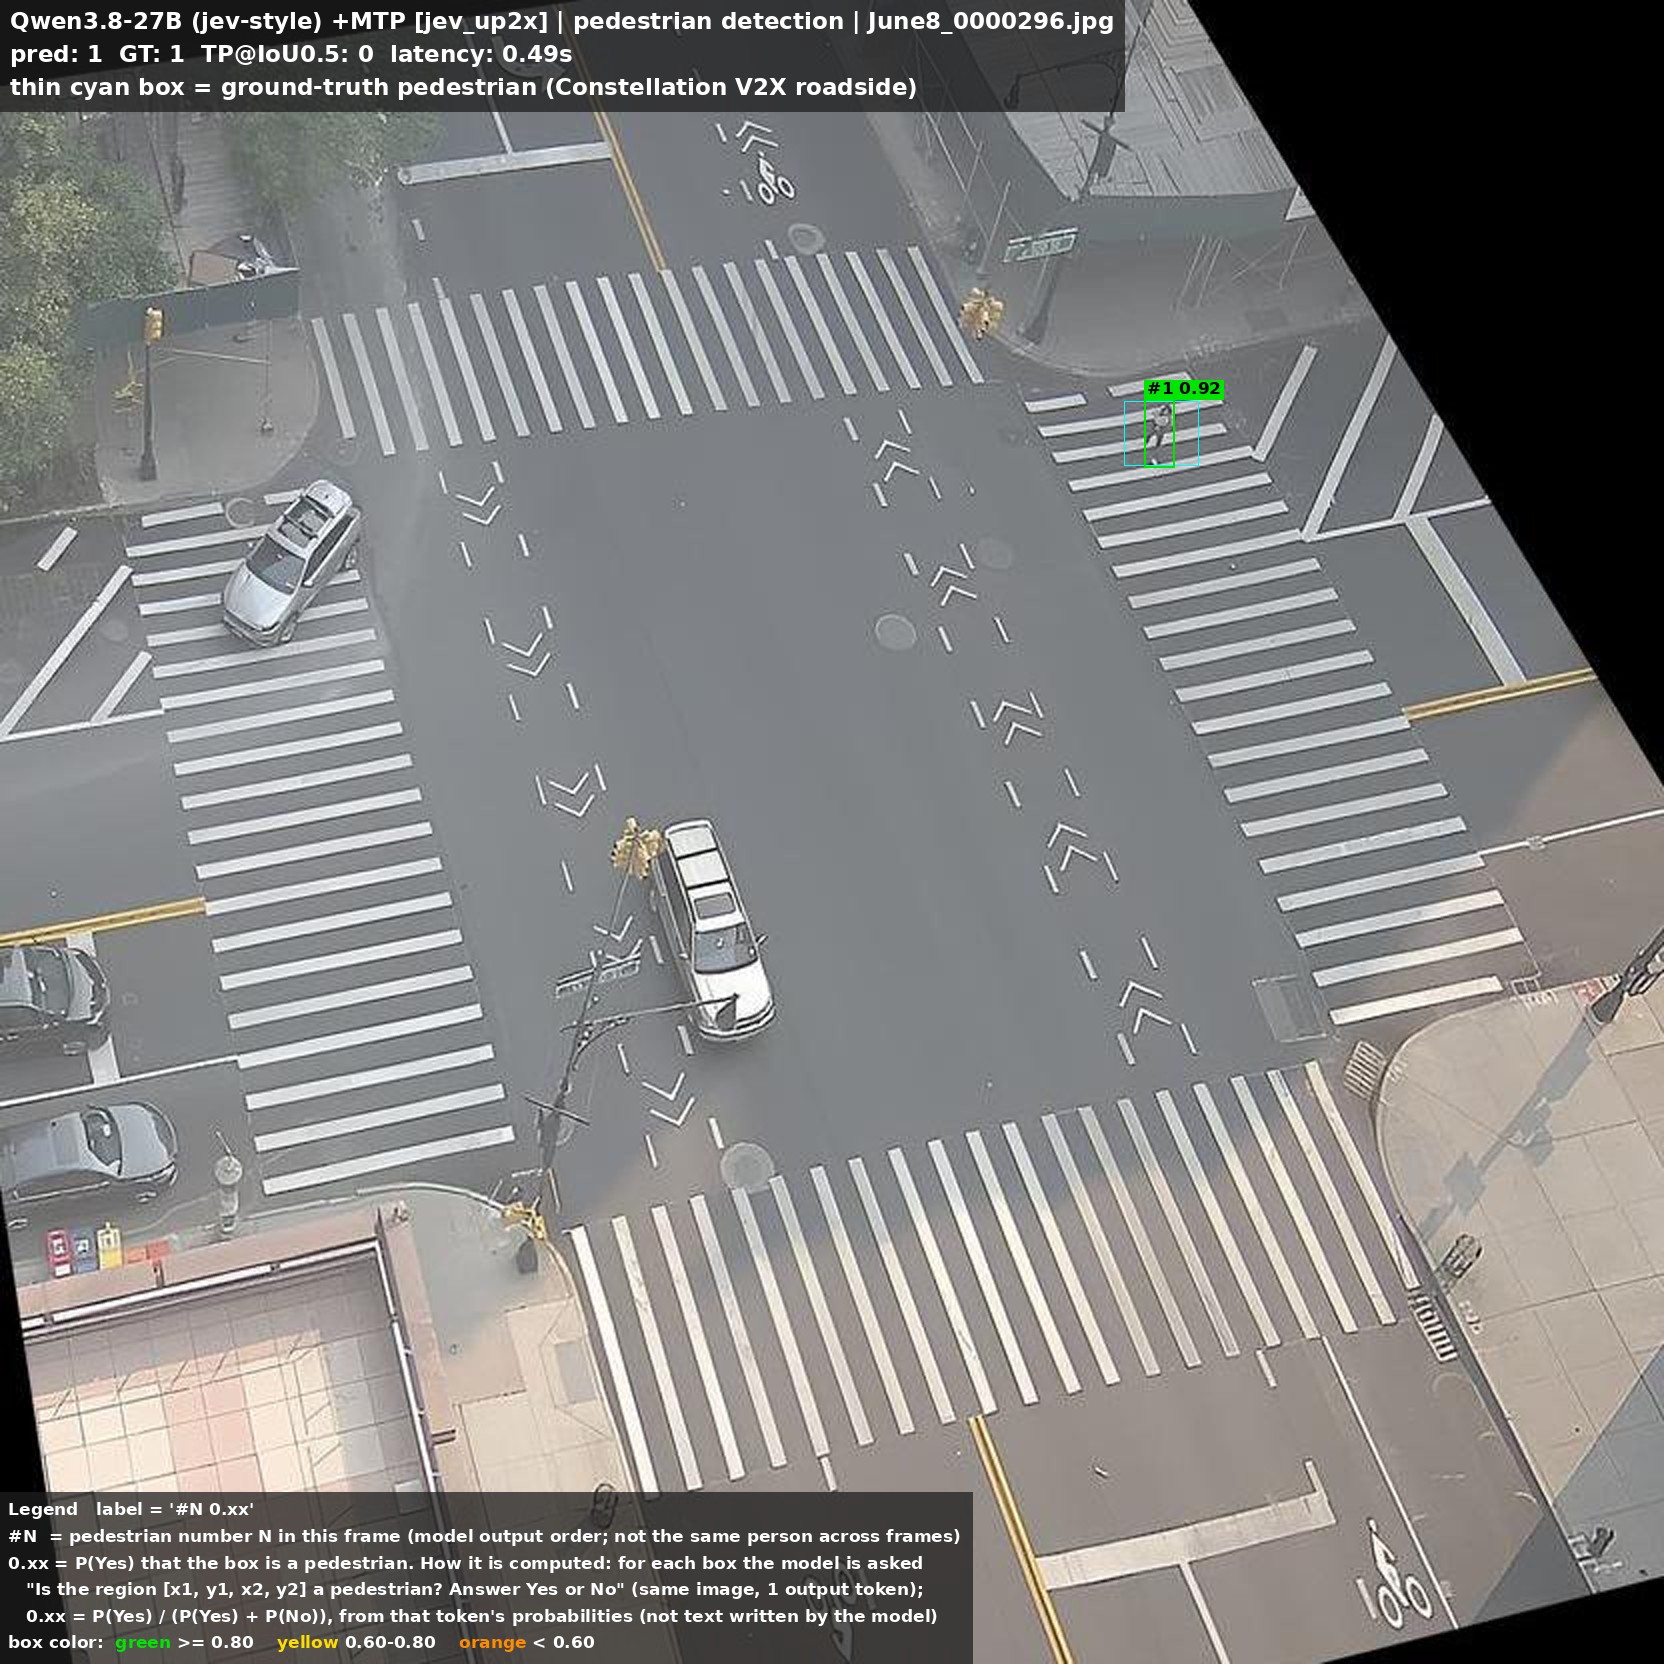 Qwen3.8-27B (jev-style) +MTP [jev_up2x] | pedestrian detection | June8_0000296.jpg
pred: 1  GT: 1  TP@IoU0.5: 0  latency: 0.49s
thin cyan box = ground-truth pedestrian (Constellation V2X roadside)
#1 0.92
Legend   label = '#N 0.xx'
#N  = pedestrian number N in this frame (model output order; not the same person across frames)
0.xx = P(Yes) that the box is a pedestrian. How it is computed: for each box the model is asked
"Is the region [x1, y1, x2, y2] a pedestrian? Answer Yes or No" (same image, 1 output token);
0.xx = P(Yes) / (P(Yes) + P(No)), from that token's probabilities (not text written by the model)
box color:  green >= 0.80    yellow 0.60-0.80    orange < 0.60